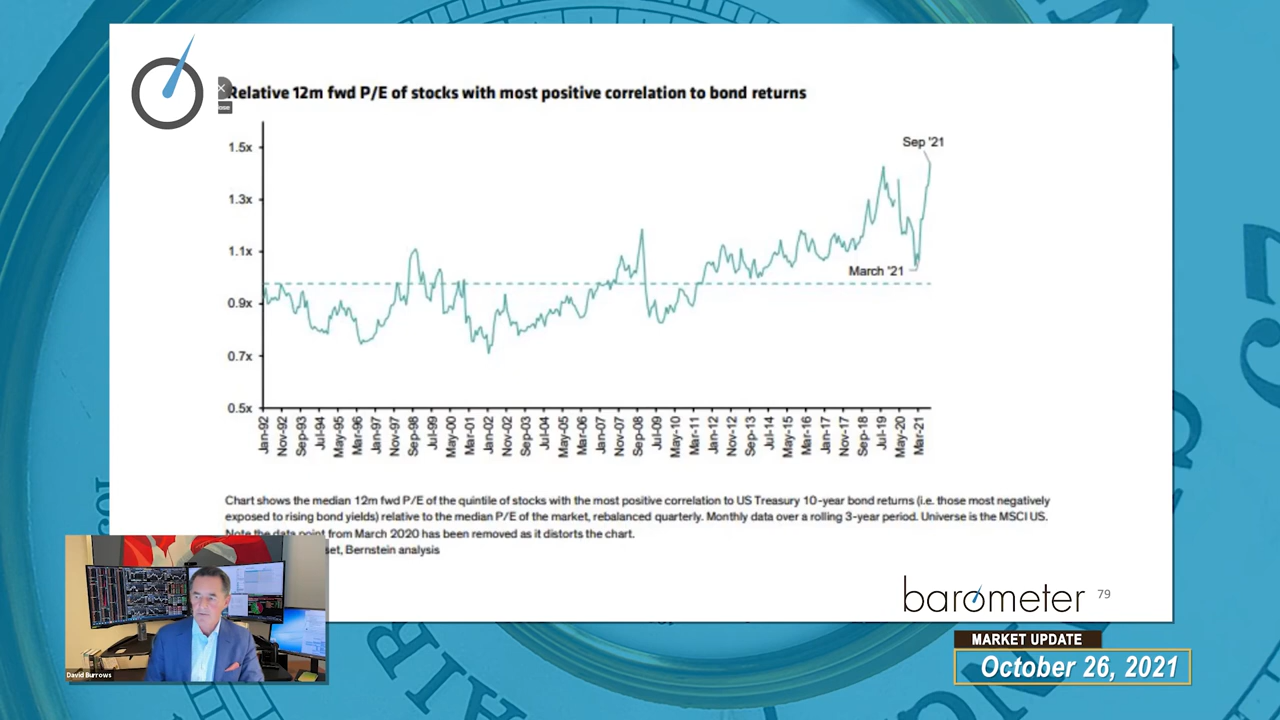 Relative 12m fwd P/E of stocks with most positive correlation to bond returns
1.5x
1.3x
1.1x
0.9x
0.7x
0.5x
Sep '21
March '21
Jan-92
Nov-92
Sep-93
Jul-94
May-95
Mar-96
Jan-97
Nov-97
Sep-98
Jul-99
May-00
Mar-01
Jan-02
Nov-02
Sep-03
Jul-04
May-05
Mar-06
Jan-07
Nov-07
Sep-08
Jul-09
May-10
Mar-11
Jan-12
Nov-12
Sep-13
Jul-14
May-15
Mar-16
Jan-17
Nov-17
Sep-18
Jul-19
May-20
Mar-21
Chart shows the median 12m fwd P/E of the quintile of stocks with the most positive correlation to US Treasury 10-year bond returns (i.e. those most negatively
exposed to rising bond yields) relative to the median P/E of the market, rebalanced quarterly. Monthly data over a rolling 3-year period. Universe is the MSCI US.
Note the data point from March 2020 has been removed as it distorts the chart.
set, Bernstein analysis
barometer
79
MARKET UPDATE
October 26, 2021
David Burrows